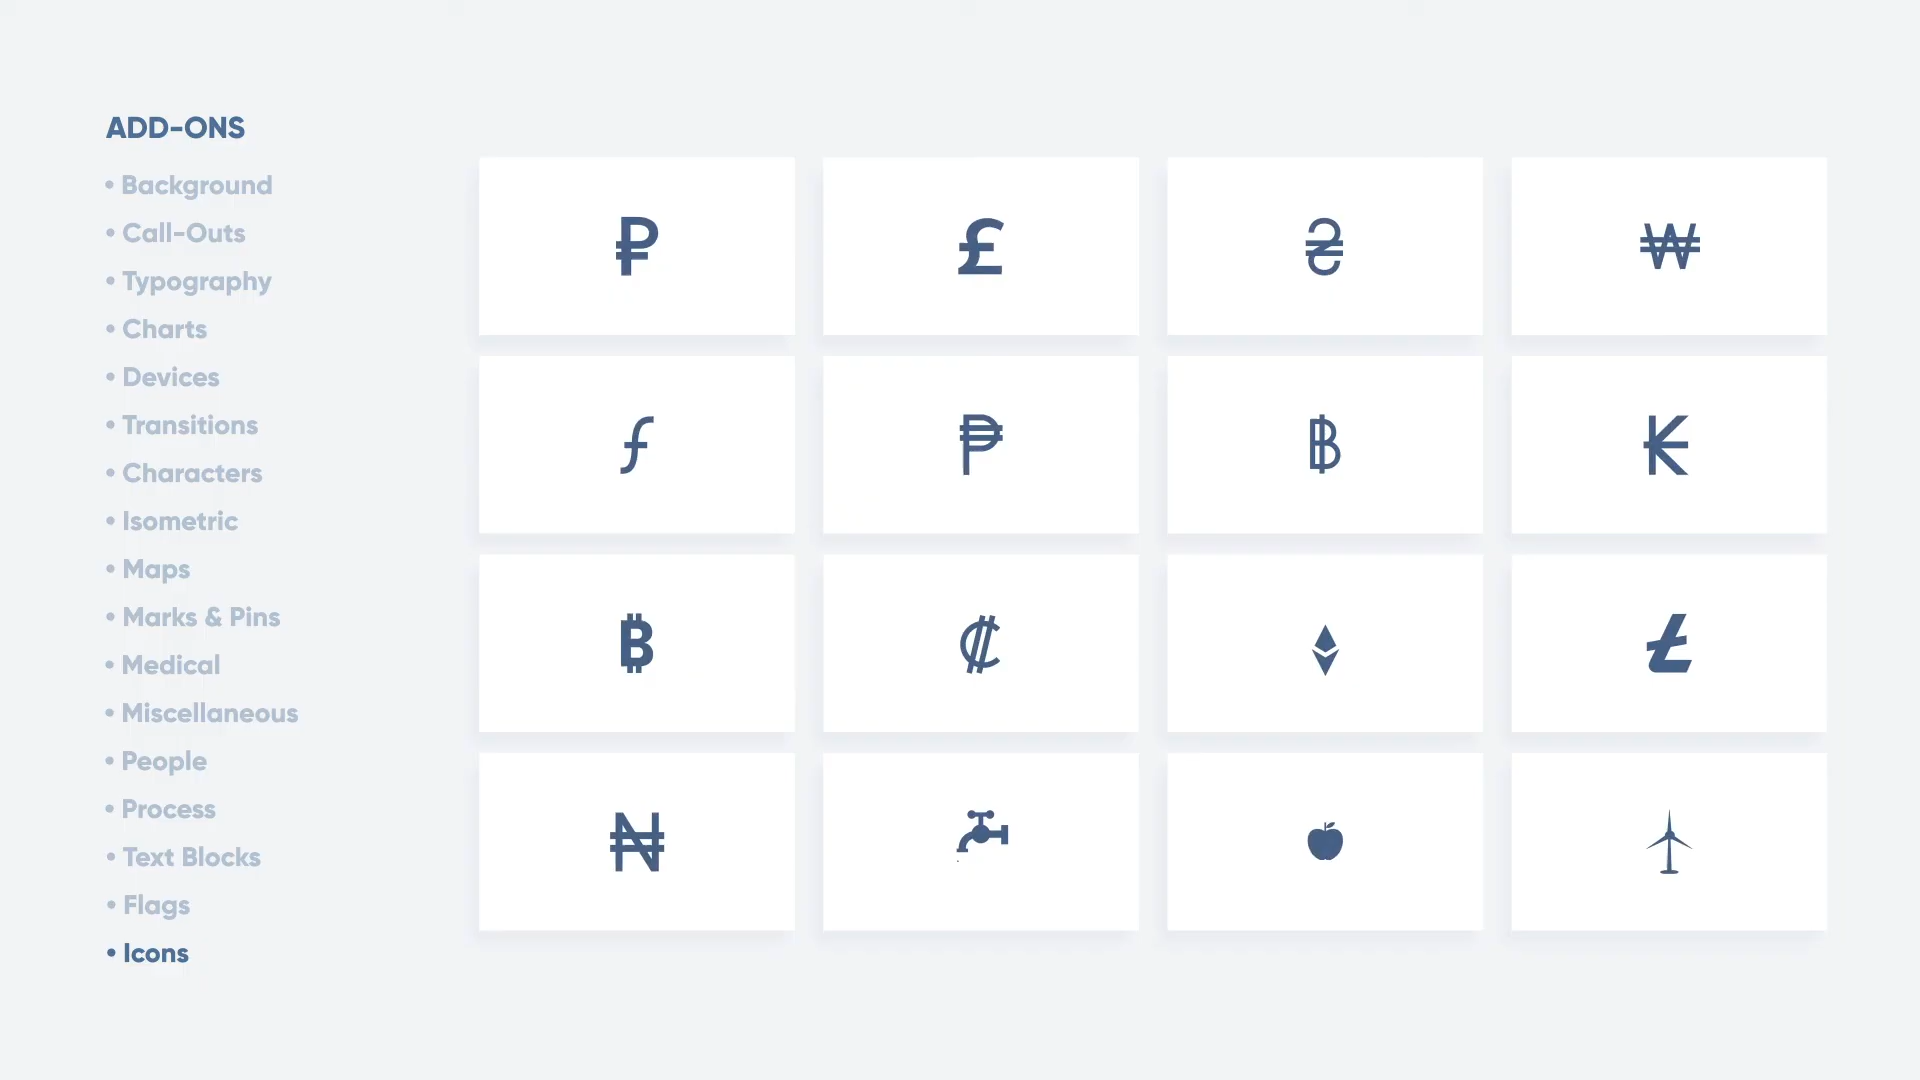 ADD-ONS
• Background
• Call-Outs
• Typography
• Charts
• Devices
• Transitions
• Characters
• Isometric
• Maps
• Marks & Pins
• Medical
• Miscellaneous
• People
• Process
• Text Blocks
• Flags
• Icons
₽ £ ₴ ₩
ƒ ₱ ฿ ₭
₿ ₡ Ł
₦